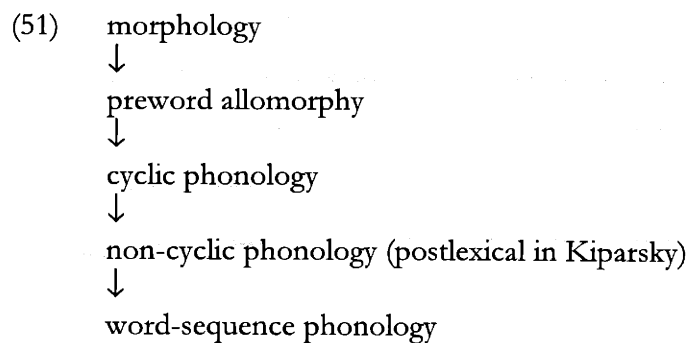 (51) morphology
↓
preword allomorphy
↓
cyclic phonology
↓
non-cyclic phonology (postlexical in Kiparsky)
↓
word-sequence phonology